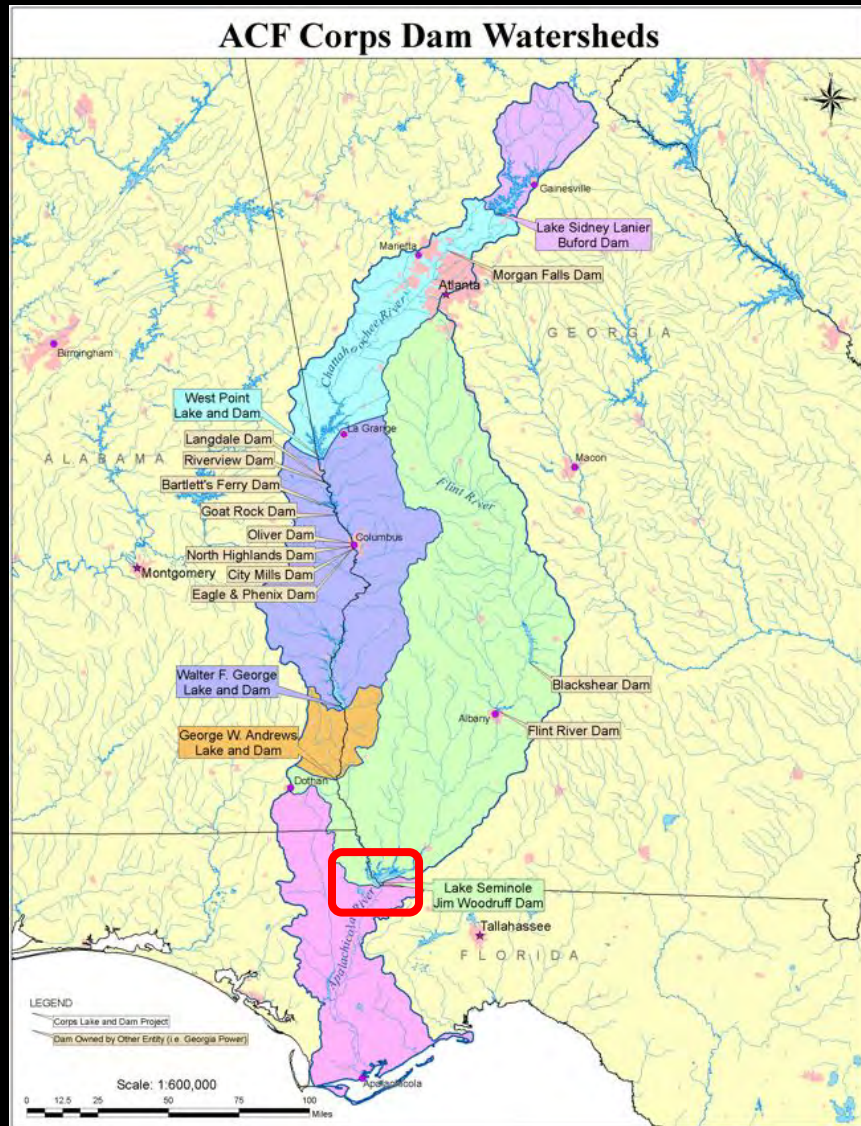 ACF Corps Dam Watersheds
Gainesville
Lake Sidney Lanier
Buford Dam
Marietta
Morgan Falls Dam
Atlanta
Chattahoochee River
GEORGIA
Birmingham
West Point
Lake and Dam
La Grange
Langdale Dam
ALABAMA
Riverview Dam
Macon
Bartlett's Ferry Dam
Flint River
Goat Rock Dam
Oliver Dam
Columbus
North Highlands Dam
City Mills Dam
Montgomery
Eagle & Phenix Dam
Walter F. George
Lake and Dam
Blackshear Dam
Albany
Flint River Dam
George W. Andrews
Lake and Dam
Dothan
Lake Seminole
Jim Woodruff Dam
Apalachicola River
Tallahassee
FLORIDA
LEGEND
Corps Lake and Dam Project
Dam Owned by Other Entity (i.e. Georgia Power)
Scale: 1:600,000
Apalachicola
0 12.5 25 50 75 100
Miles